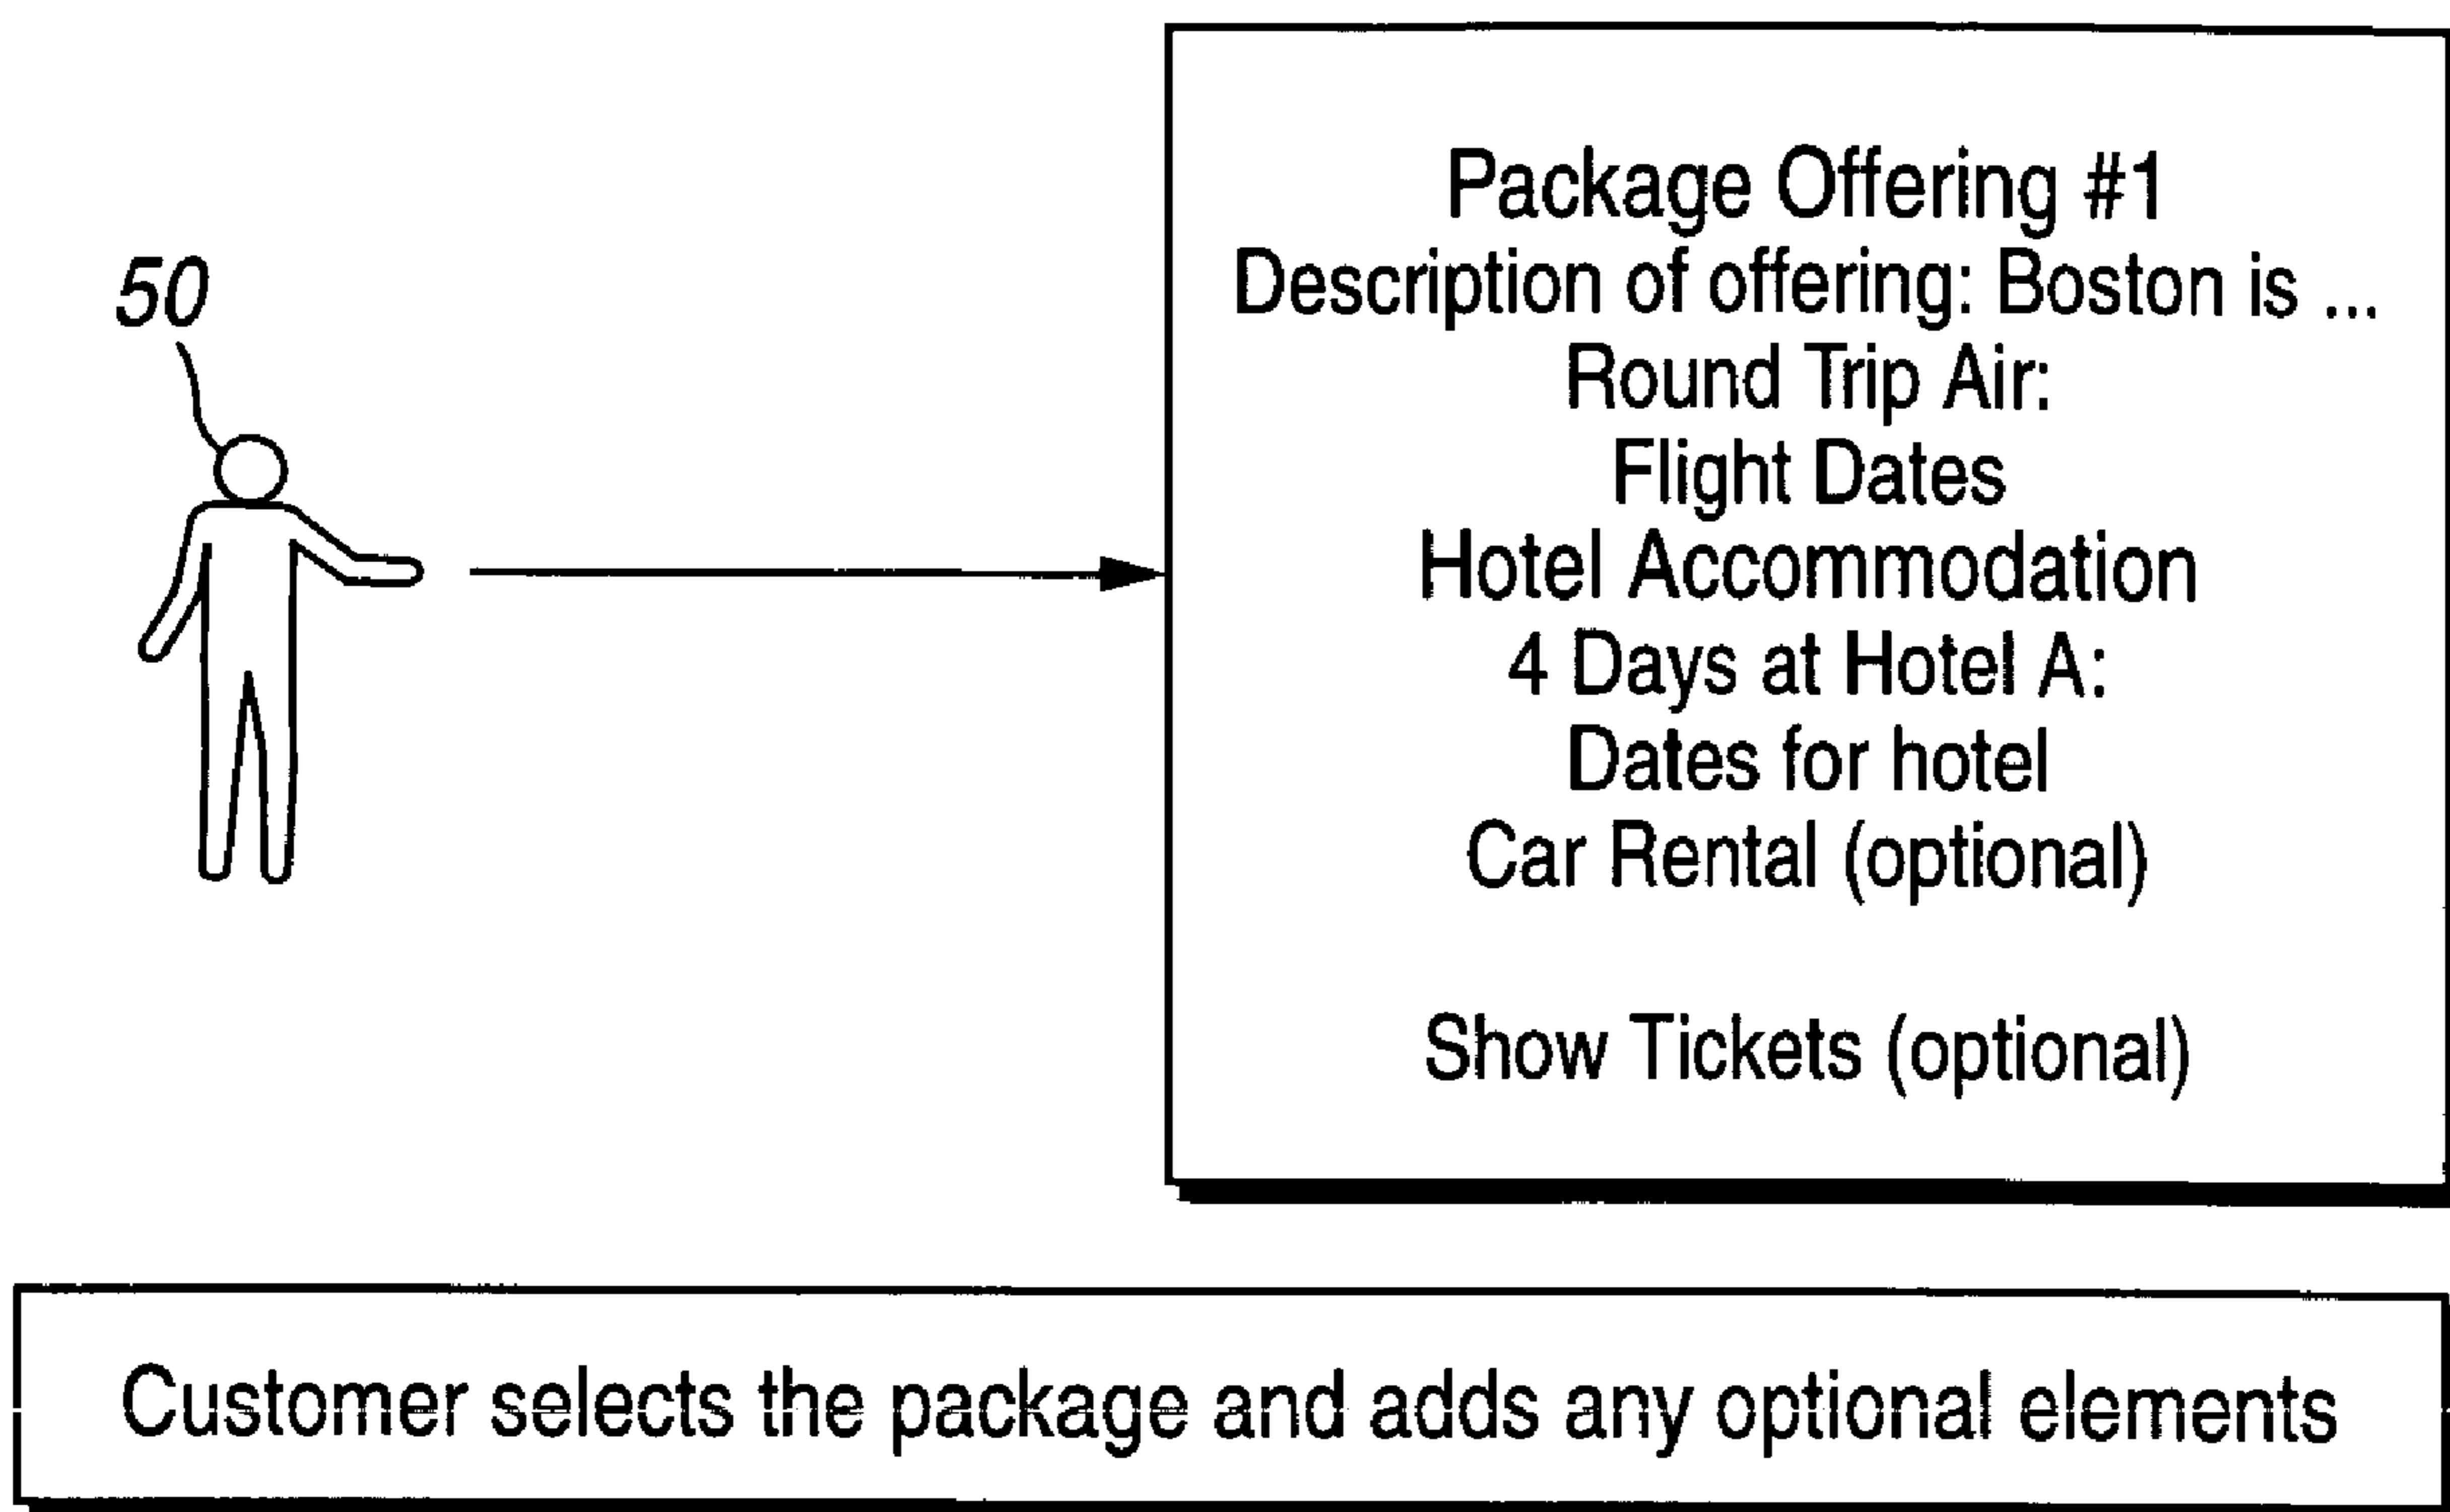 50
Package Offering #1
Description of offering: Boston is ...
Round Trip Air:
Flight Dates
Hotel Accommodation
4 Days at Hotel A:
Dates for hotel
Car Rental (optional)
Show Tickets (optional)
Customer selects the package and adds any optional elements